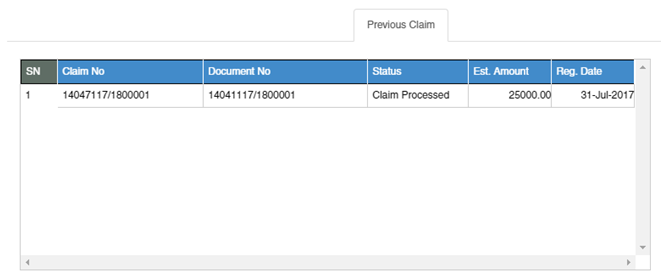 Previous Claim
SN Claim No Document No Status Est. Amount Reg. Date
1 14047117/1800001 14041117/1800001 Claim Processed 25000.00 31-Jul-2017